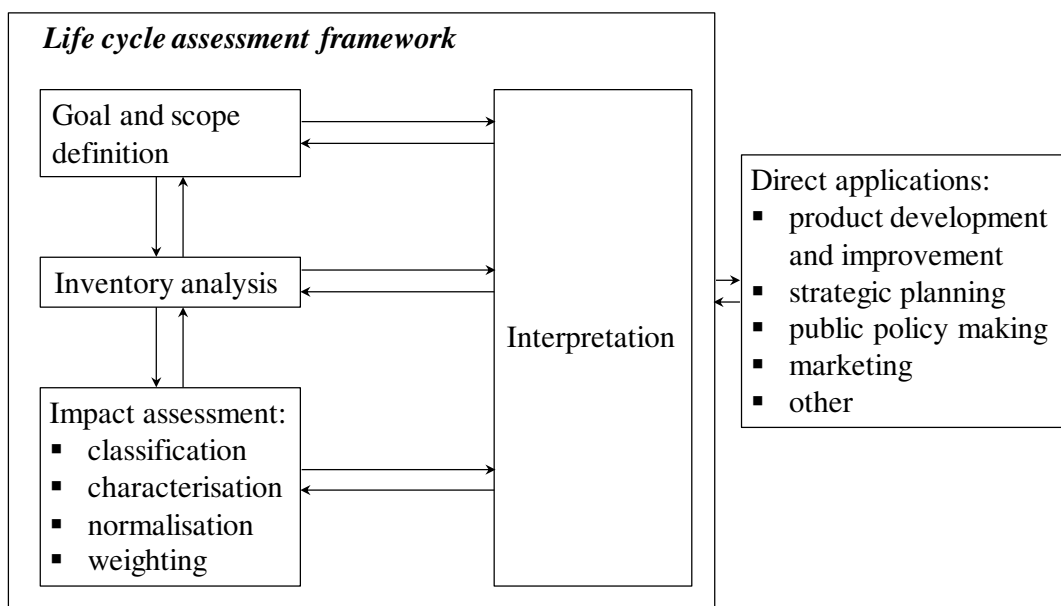 Life cycle assessment framework
Goal and scope
definition
Inventory analysis
Impact assessment:
▪ classification
▪ characterisation
▪ normalisation
▪ weighting
Interpretation
Direct applications:
▪ product development
and improvement
▪ strategic planning
▪ public policy making
▪ marketing
▪ other